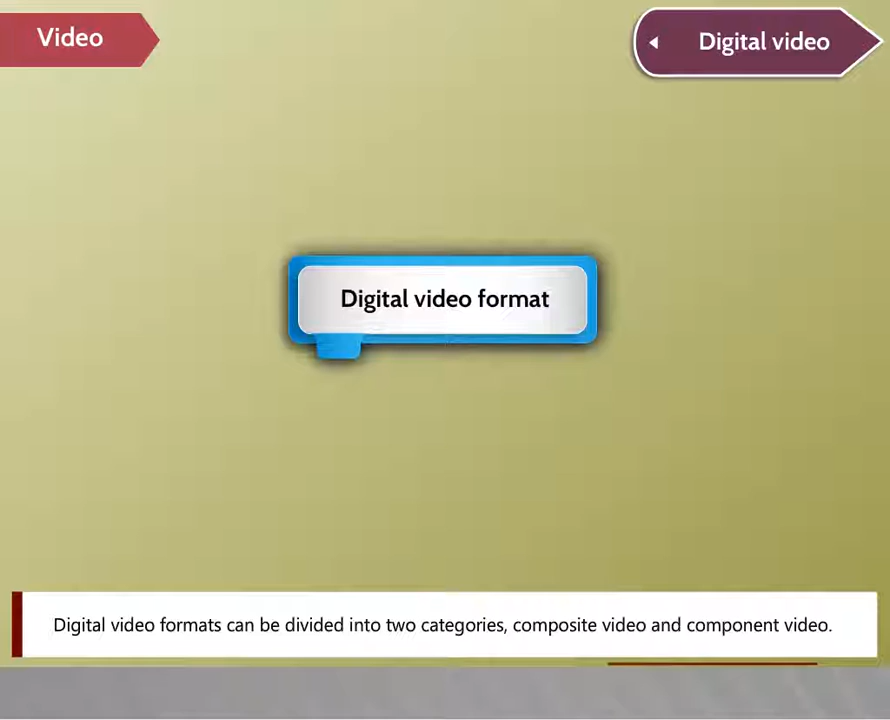 Video
Digital video
Digital video format
Digital video formats can be divided into two categories, composite video and component video.